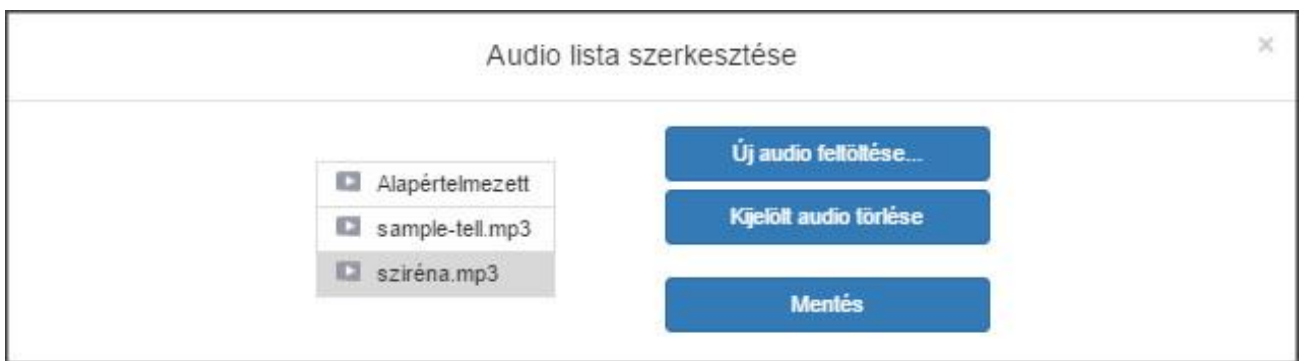 Audio lista szerkesztése
×
Alapértelmezett
sample-tell.mp3
sziréna.mp3
Új audio feltöltése...
Kijelölt audio törlése
Mentés